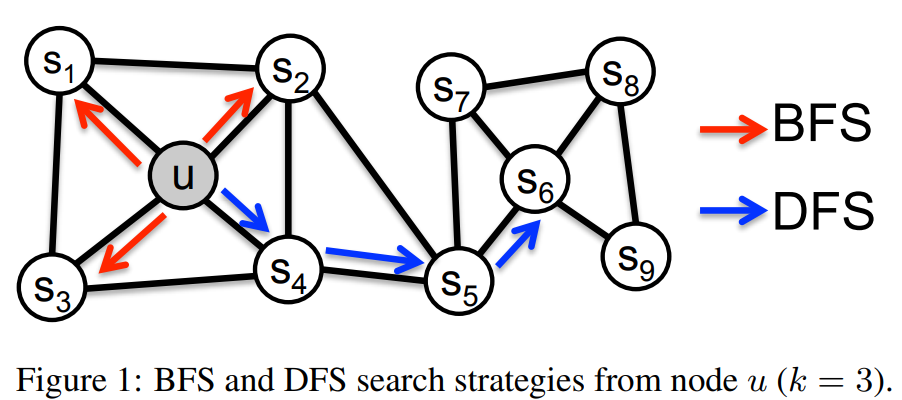 s1
s2
s7
s8
BFS
u
s6
DFS
s3
s4
s5
s9
Figure 1: BFS and DFS search strategies from node u (k = 3).